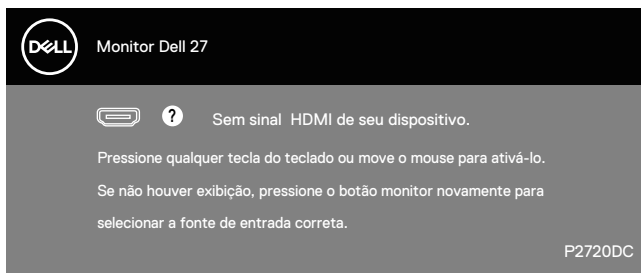 DELL
Monitor Dell 27
? Sem sinal HDMI de seu dispositivo.
Pressione qualquer tecla do teclado ou move o mouse para ativá-lo.
Se não houver exibição, pressione o botão monitor novamente para
selecionar a fonte de entrada correta.
P2720DC